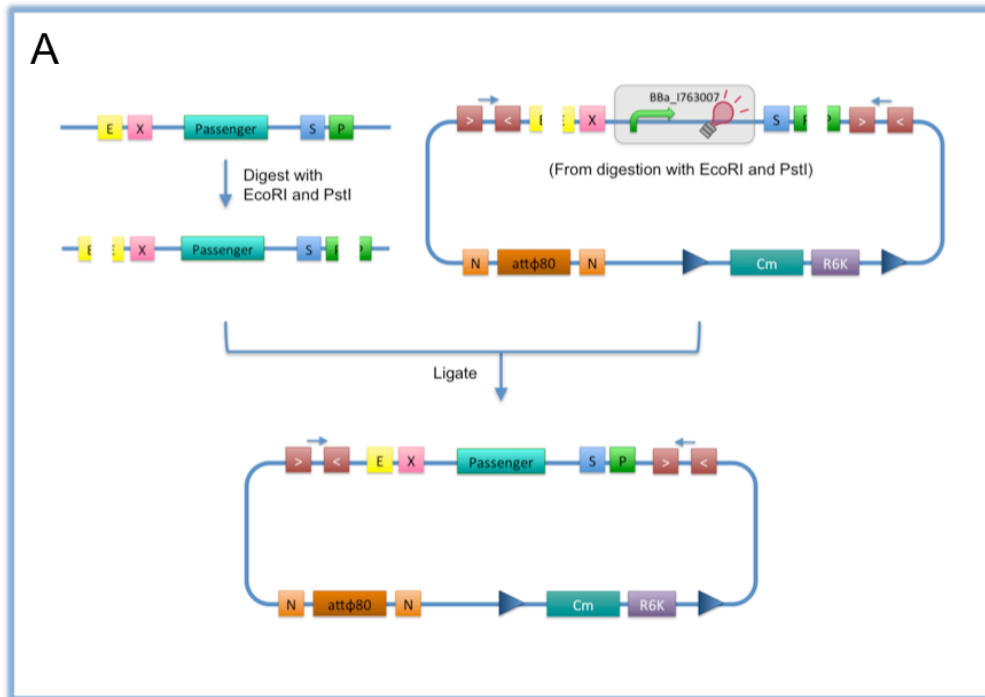 A
E X Passenger S P
Digest with
EcoRI and PstI
E E X Passenger S P P
> < E E X BBa_I763007 S P P > <
(From digestion with EcoRI and PstI)
N attφ80 N Cm R6K
Ligate
> < E X Passenger S P > <
N attφ80 N Cm R6K